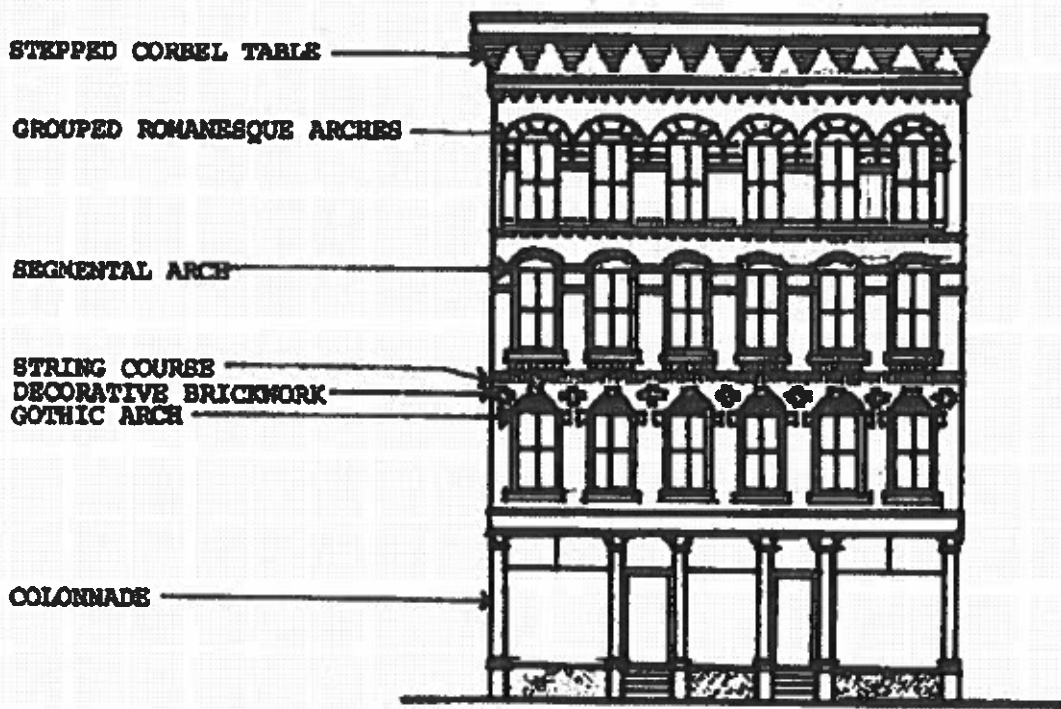 STEPPED CORBEL TABLE
GROUPED ROMANESQUE ARCHES
SEGMENTAL ARCH
STRING COURSE
DECORATIVE BRICKWORK
GOTHIC ARCH
COLONNADE